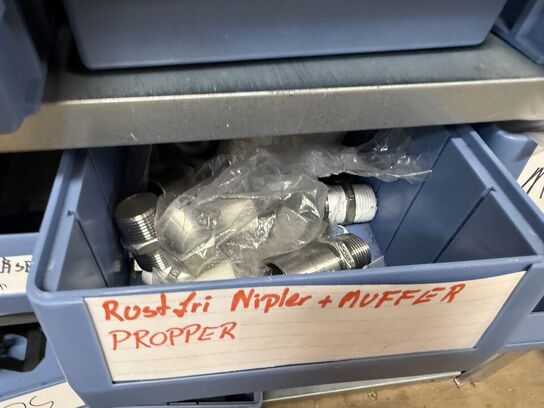 Rustfri Nipler + MUFFER
PROPPER